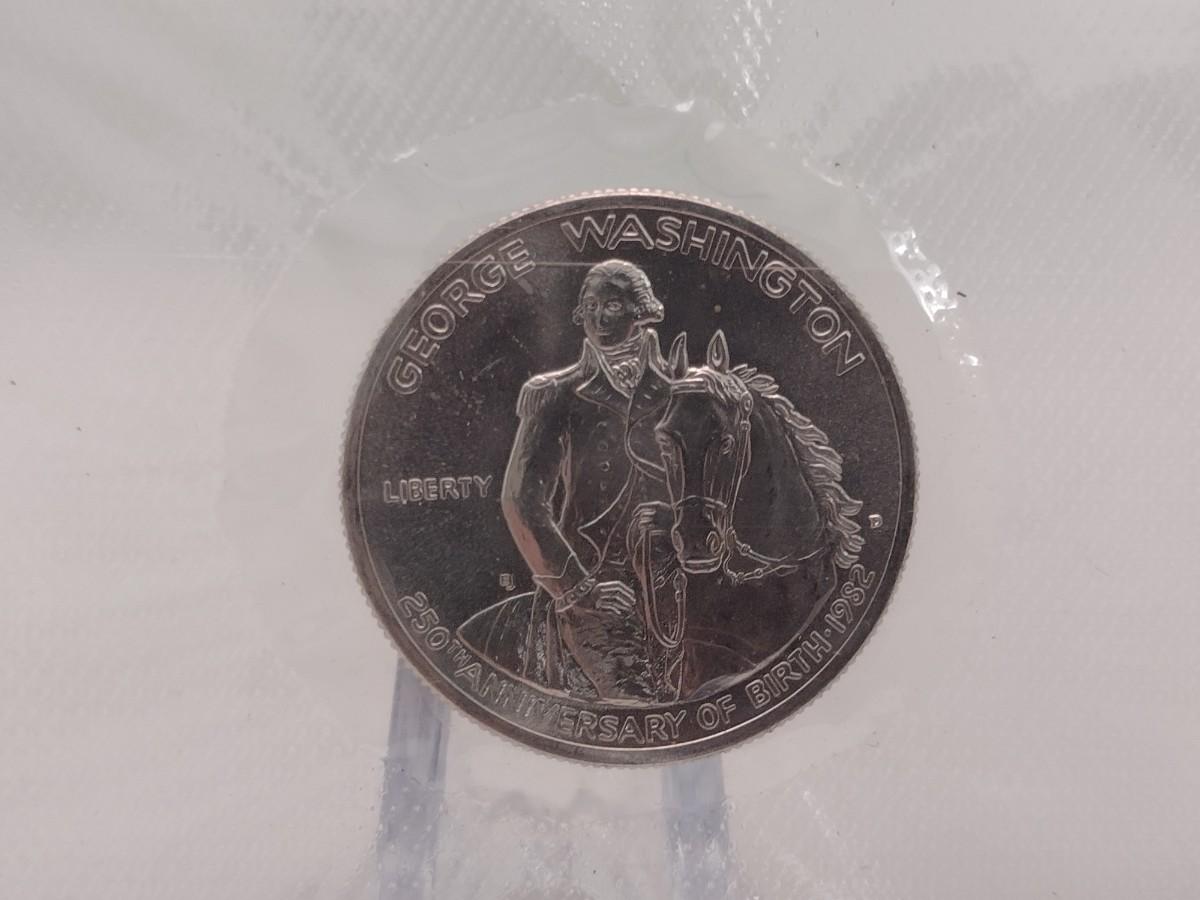 GEORGE WASHINGTON
LIBERTY
D
EJ
250TH ANNIVERSARY OF BIRTH·1982